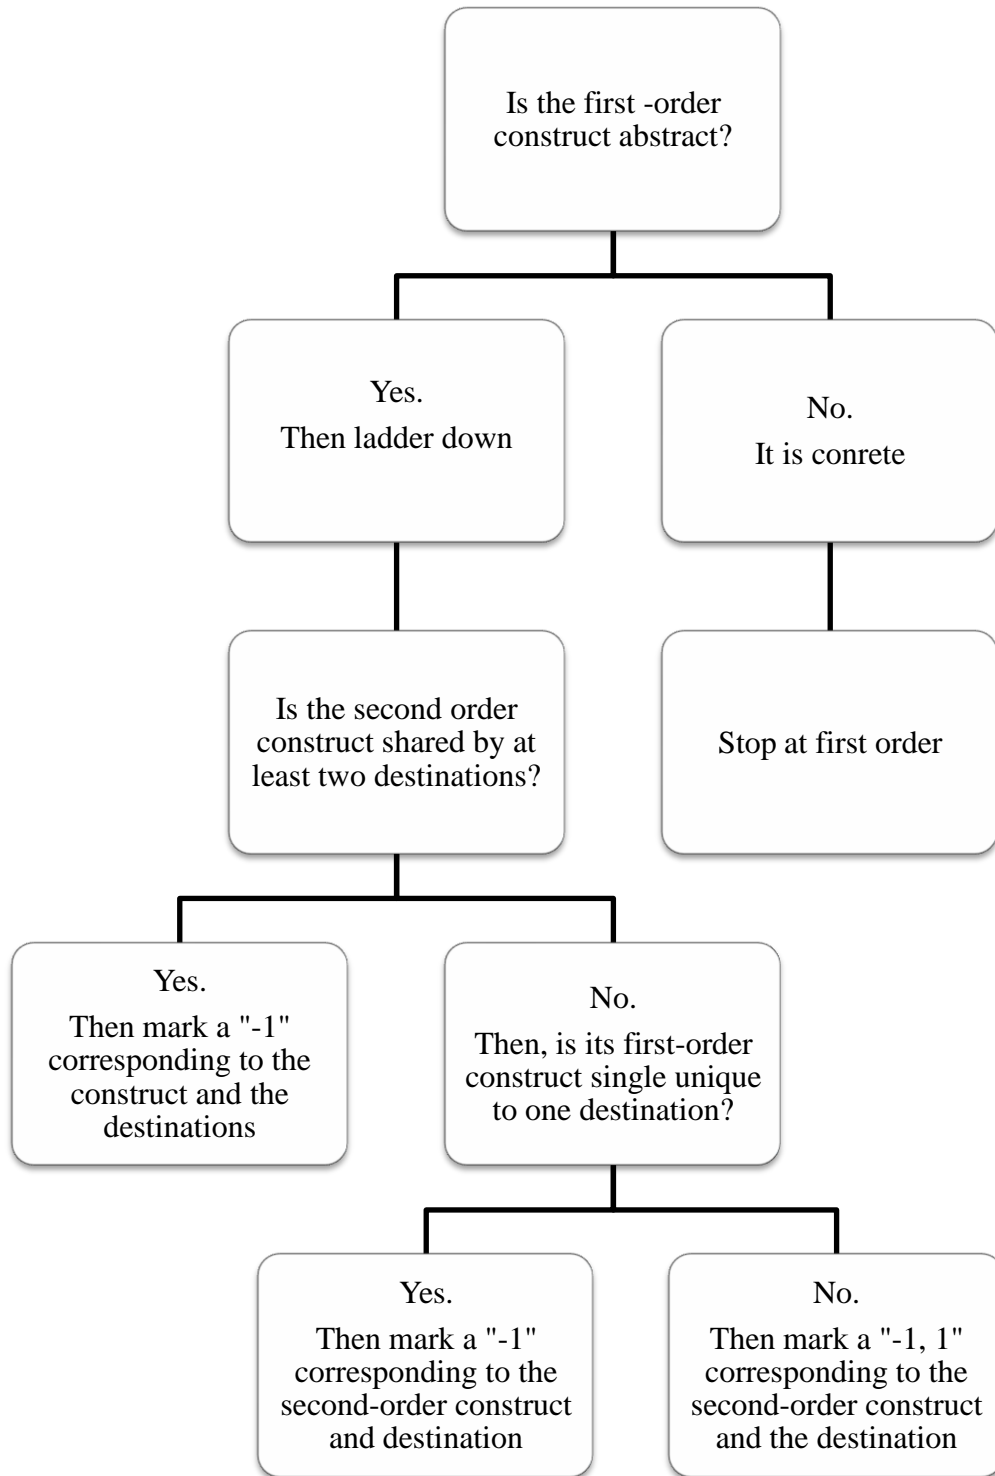 Is the first -order
construct abstract?
Yes.
Then ladder down
No.
It is conrete
Is the second order
construct shared by at
least two destinations?
Stop at first order
Yes.
Then mark a "-1"
corresponding to the
construct and the
destinations
No.
Then, is its first-order
construct single unique
to one destination?
Yes.
Then mark a "-1"
corresponding to the
second-order construct
and destination
No.
Then mark a "-1, 1"
corresponding to the
second-order construct
and the destination